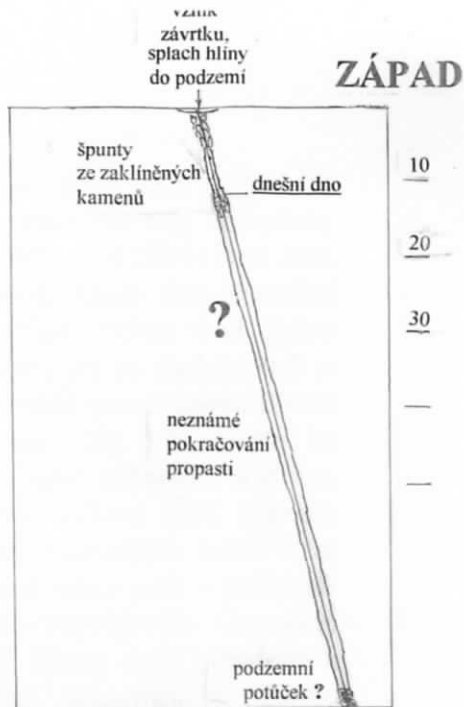 vznik
závrtku,
splach hlíny
do podzemí
ZÁPAD
špunty
ze zaklíněných
kamenů
dnešní dno
10
20
?
30
neznámé
pokračování
propasti
podzemní
potůček ?